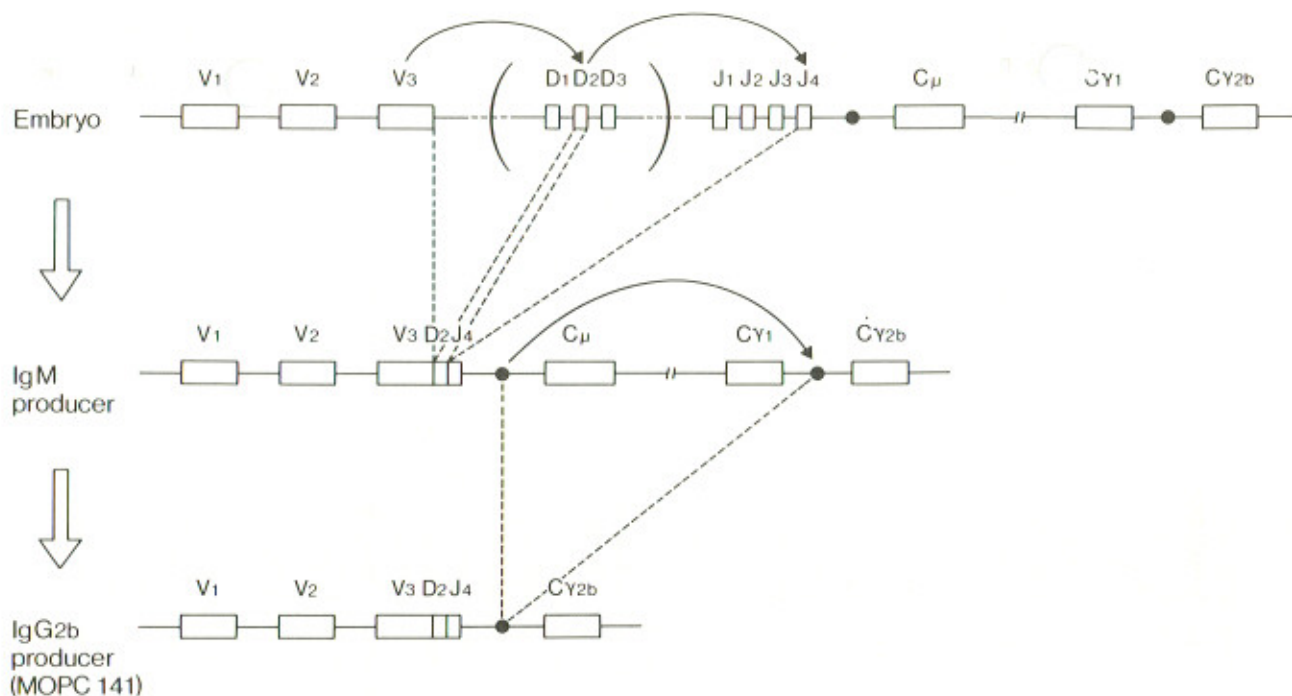 V1 V2 V3 D1 D2 D3 J1 J2 J3 J4 Cμ Cγ1 Cγ2b
Embryo
V1 V2 V3 D2 J4 Cμ Cγ1 Cγ2b
IgM
producer
V1 V2 V3 D2 J4 Cγ2b
IgG2b
producer
(MOPC 141)